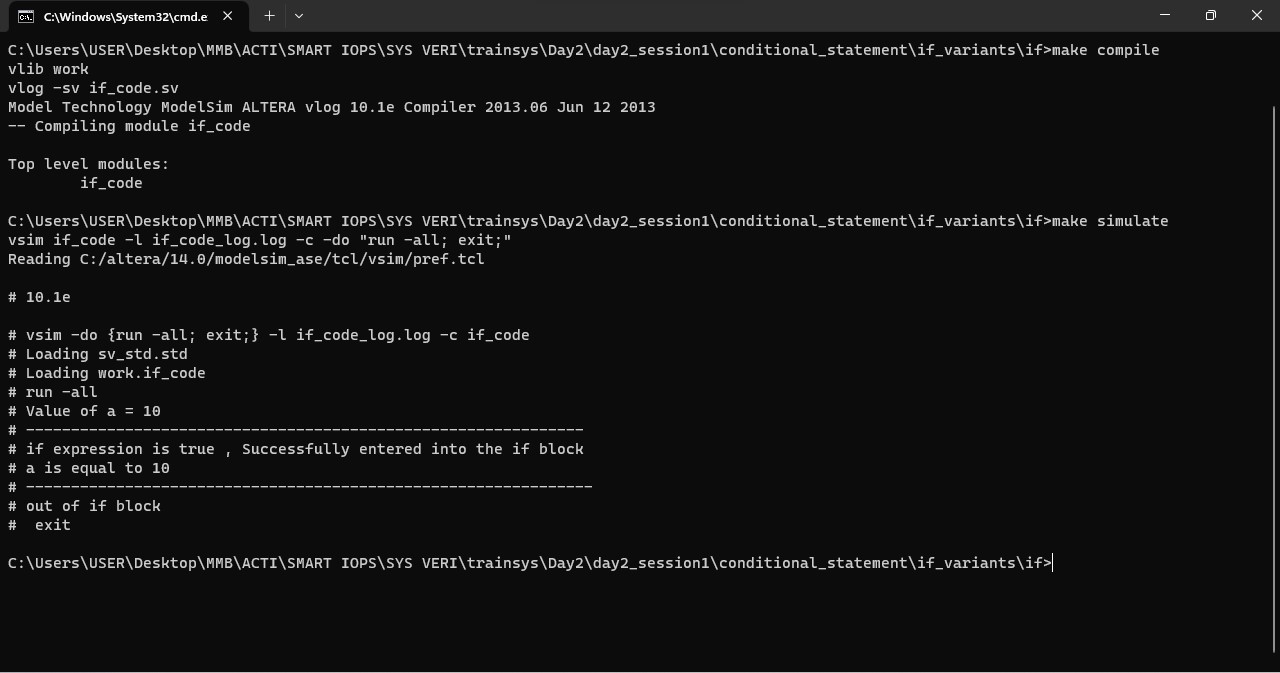 C:\Windows\System32\cmd.e
C:\Users\USER\Desktop\MMB\ACTI\SMART IOPS\SYS VERI\trainsys\Day2\day2_session1\conditional_statement\if_variants\if>make compile
vlib work
vlog -sv if_code.sv
Model Technology ModelSim ALTERA vlog 10.1e Compiler 2013.06 Jun 12 2013
-- Compiling module if_code
Top level modules:
        if_code
C:\Users\USER\Desktop\MMB\ACTI\SMART IOPS\SYS VERI\trainsys\Day2\day2_session1\conditional_statement\if_variants\if>make simulate
vsim if_code -l if_code_log.log -c -do "run -all; exit;"
Reading C:/altera/14.0/modelsim_ase/tcl/vsim/pref.tcl
# 10.1e
# vsim -do {run -all; exit;} -l if_code_log.log -c if_code
# Loading sv_std.std
# Loading work.if_code
# run -all
# Value of a = 10
# --------------------------------------------------------------
# if expression is true , Successfully entered into the if block
# a is equal to 10
# ---------------------------------------------------------------
# out of if block
#  exit
C:\Users\USER\Desktop\MMB\ACTI\SMART IOPS\SYS VERI\trainsys\Day2\day2_session1\conditional_statement\if_variants\if>